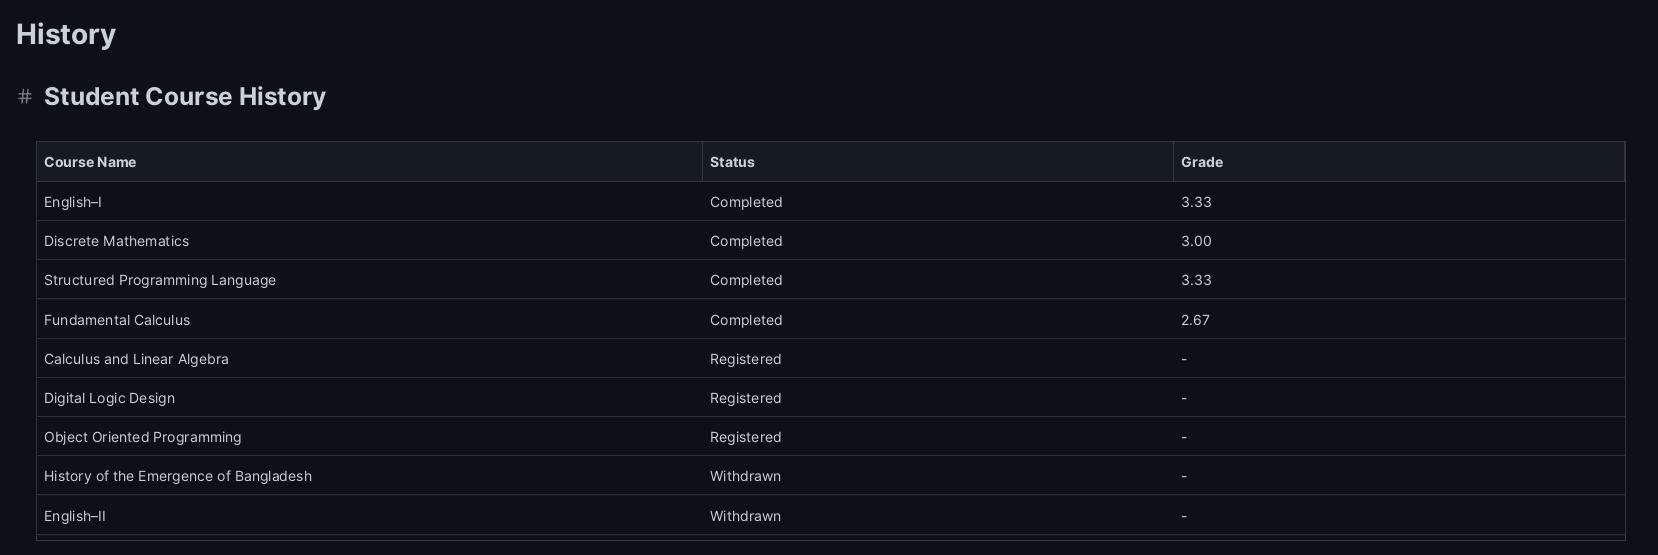 History
# Student Course History
Course Name Status Grade
English–I Completed 3.33
Discrete Mathematics Completed 3.00
Structured Programming Language Completed 3.33
Fundamental Calculus Completed 2.67
Calculus and Linear Algebra Registered -
Digital Logic Design Registered -
Object Oriented Programming Registered -
History of the Emergence of Bangladesh Withdrawn -
English–II Withdrawn -